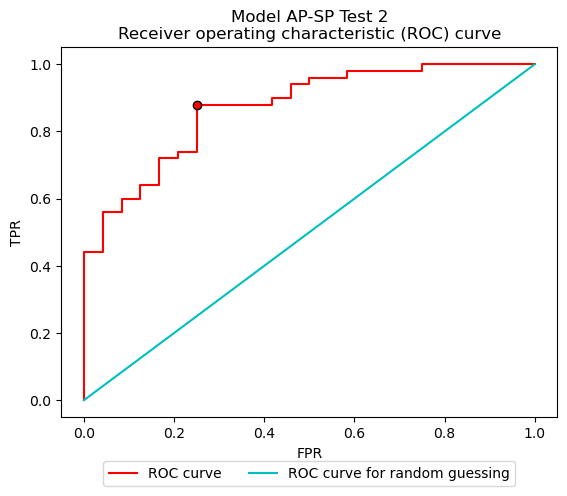 Model AP-SP Test 2
Receiver operating characteristic (ROC) curve
1.0
0.8
0.6
0.4
0.2
0.0
TPR
0.0 0.2 0.4 0.6 0.8 1.0
FPR
ROC curve ROC curve for random guessing